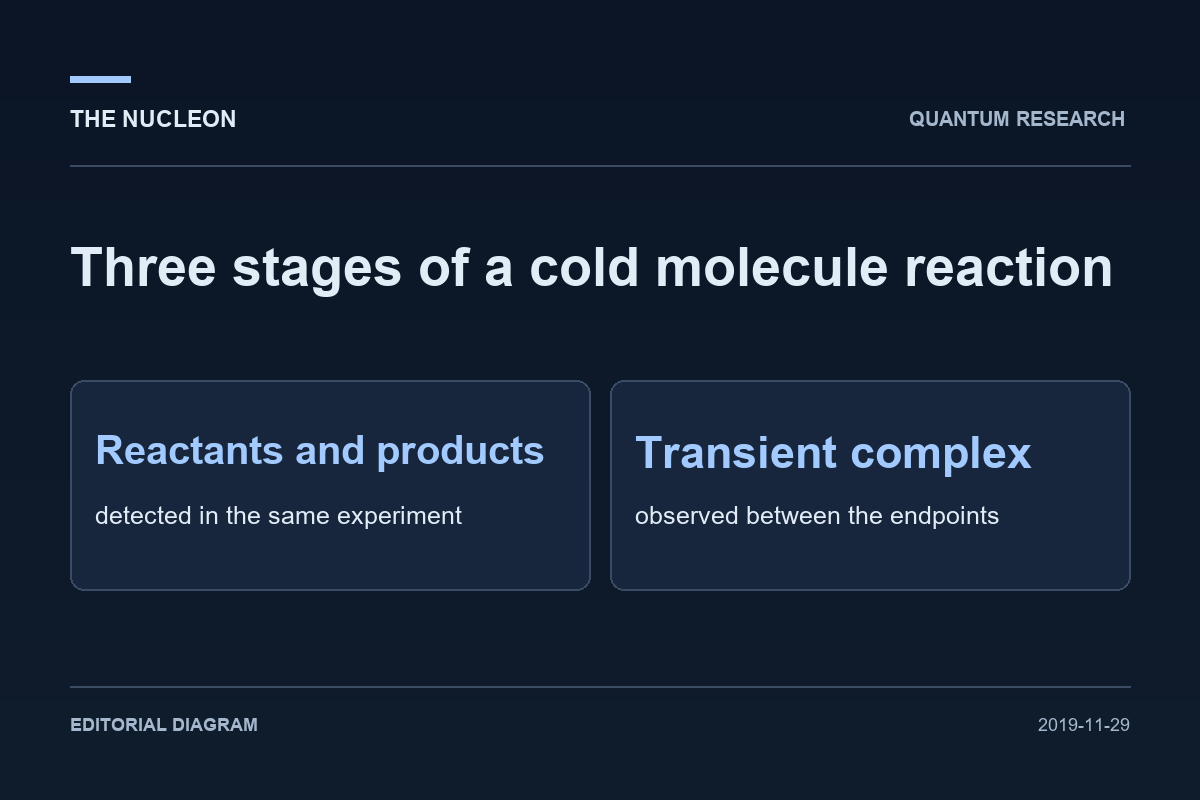 THE NUCLEON
QUANTUM RESEARCH
Three stages of a cold molecule reaction
Reactants and products
detected in the same experiment
Transient complex
observed between the endpoints
EDITORIAL DIAGRAM
2019-11-29